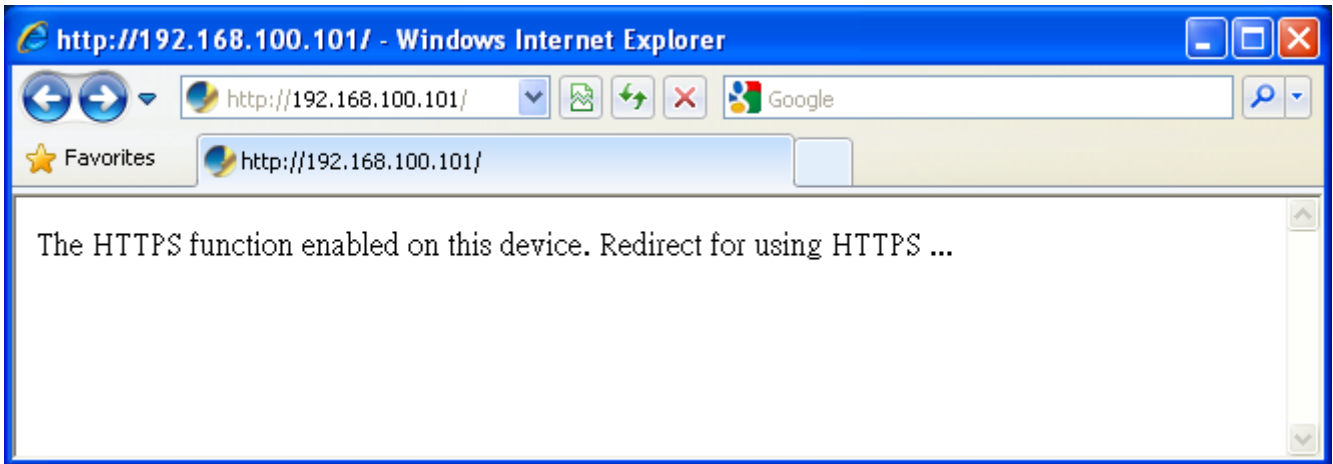 http://192.168.100.101/ - Windows Internet Explorer
http://192.168.100.101/
Google
Favorites
http://192.168.100.101/
The HTTPS function enabled on this device. Redirect for using HTTPS ...